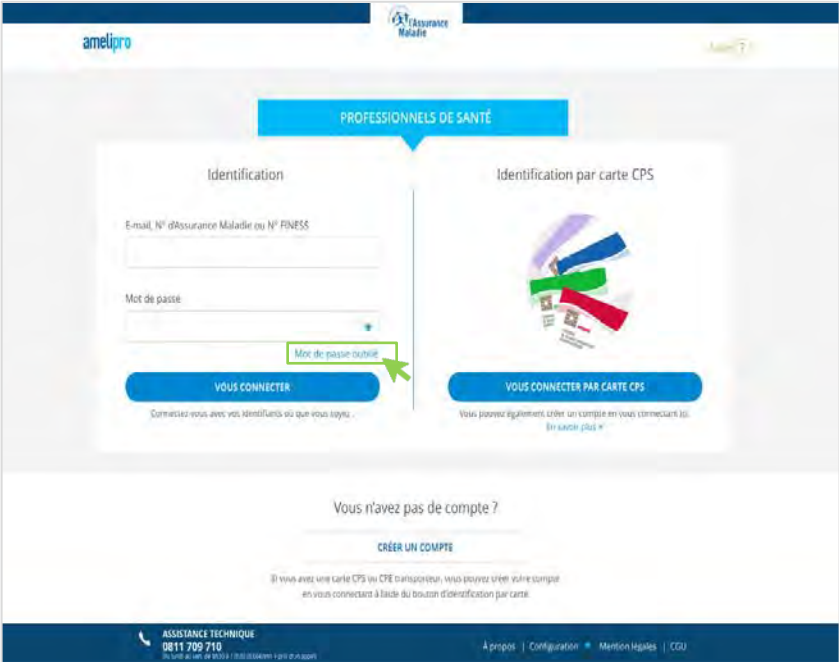 l'Assurance
Maladie
amelipro
?
PROFESSIONNELS DE SANTÉ
Identification
E-mail, N° d'Assurance Maladie ou N° FINESS
Mot de passe
Mot de passe oublié
VOUS CONNECTER
Connectez-vous avec vos identifiants où que vous soyez.
Identification par carte CPS
VOUS CONNECTER PAR CARTE CPS
Vous pouvez également créer un compte en vous connectant ici.
En savoir plus
Vous n'avez pas de compte ?
CRÉER UN COMPTE
Si vous avez une carte CPS ou CPE transporteur, vous pouvez créer votre compte
en vous connectant à l'aide du bouton d'identification par carte
ASSISTANCE TECHNIQUE
0811 709 710
À propos | Configuration Mention légales | CGU